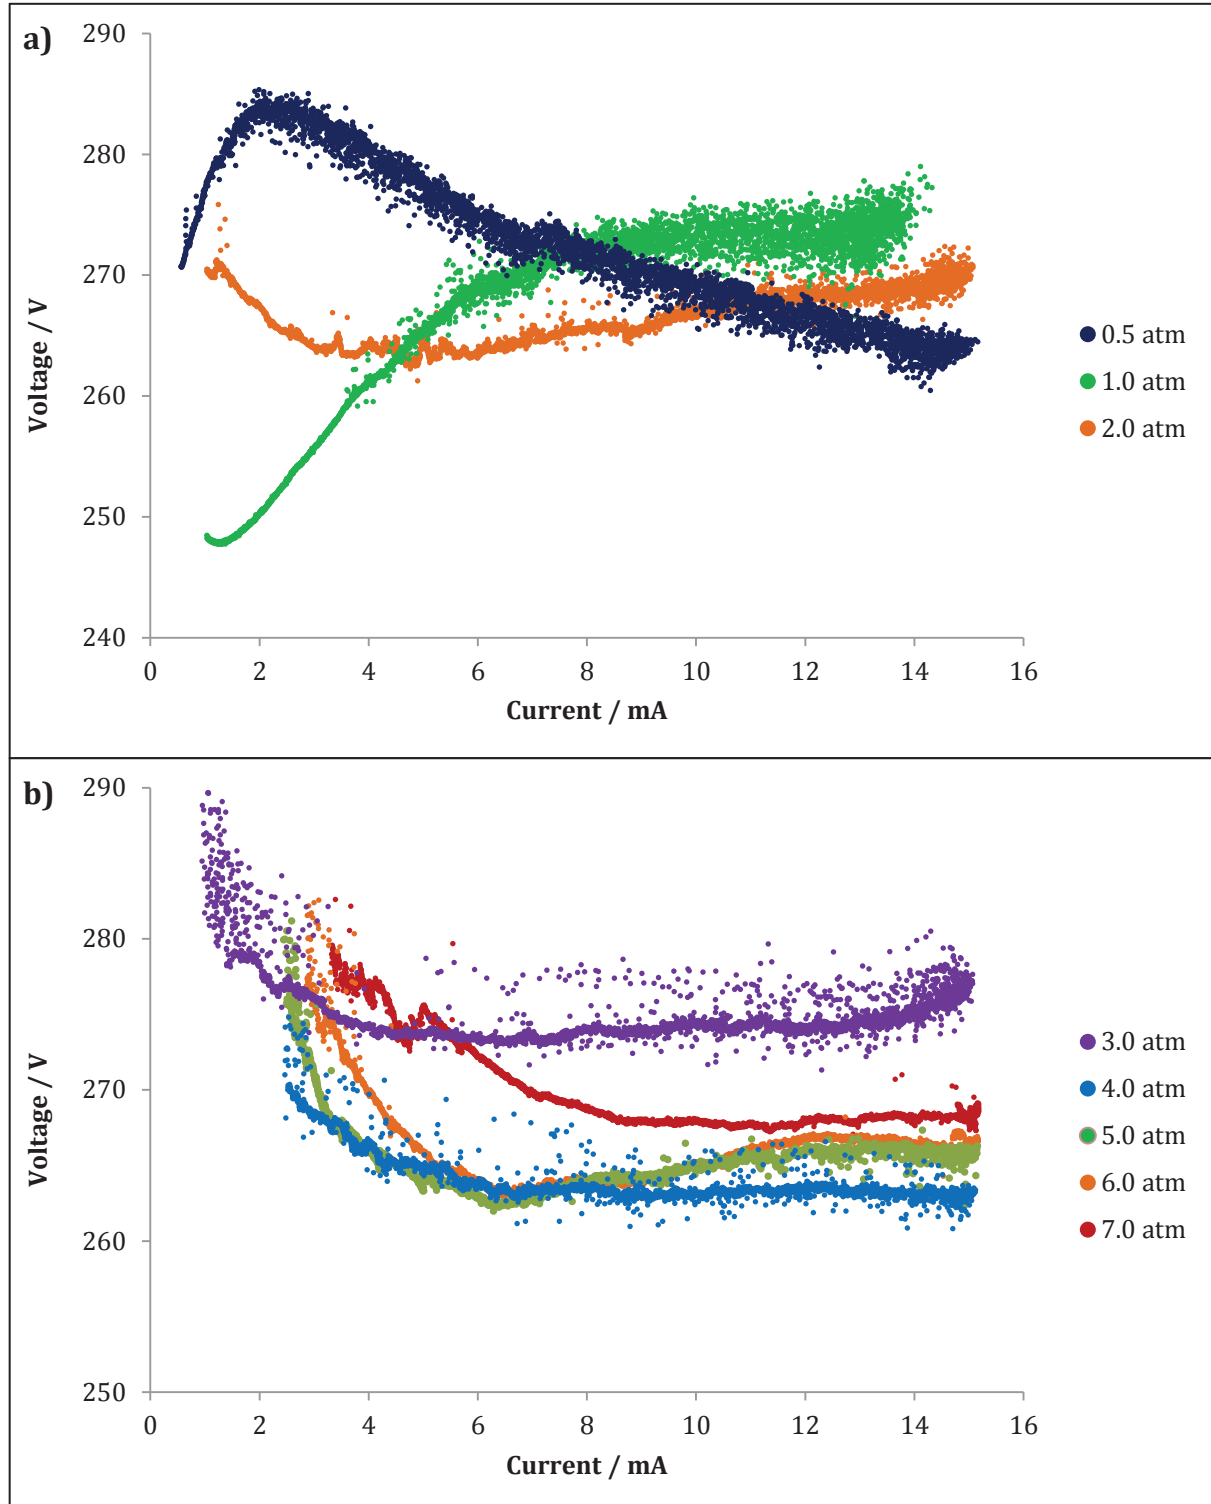 a)
290
280
270
260
250
240
Voltage / V
0 2 4 6 8 10 12 14 16
Current / mA
0.5 atm
1.0 atm
2.0 atm
b)
290
280
270
260
250
Voltage / V
0 2 4 6 8 10 12 14 16
Current / mA
3.0 atm
4.0 atm
5.0 atm
6.0 atm
7.0 atm